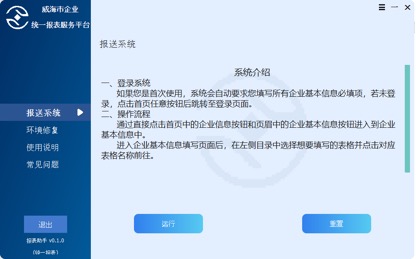 威海市企业
统一报表服务平台
报送系统
环境修复
使用说明
常见问题
退出
报表助手 v0.1.0
(统一报表)
报送系统
系统介绍
一、登录系统
如果您是首次使用，系统会自动要求您填写所有企业基本信息必填项，若未登
录，点击首页任意按钮后跳转至登录页面。
二、操作流程
通过直接点击首页中的企业信息按钮和页眉中的企业基本信息按钮进入到企业
基本信息中。
进入企业基本信息填写页面后，在左侧目录中选择想要填写的表格并点击对应
表格名称前往。
运行
重置